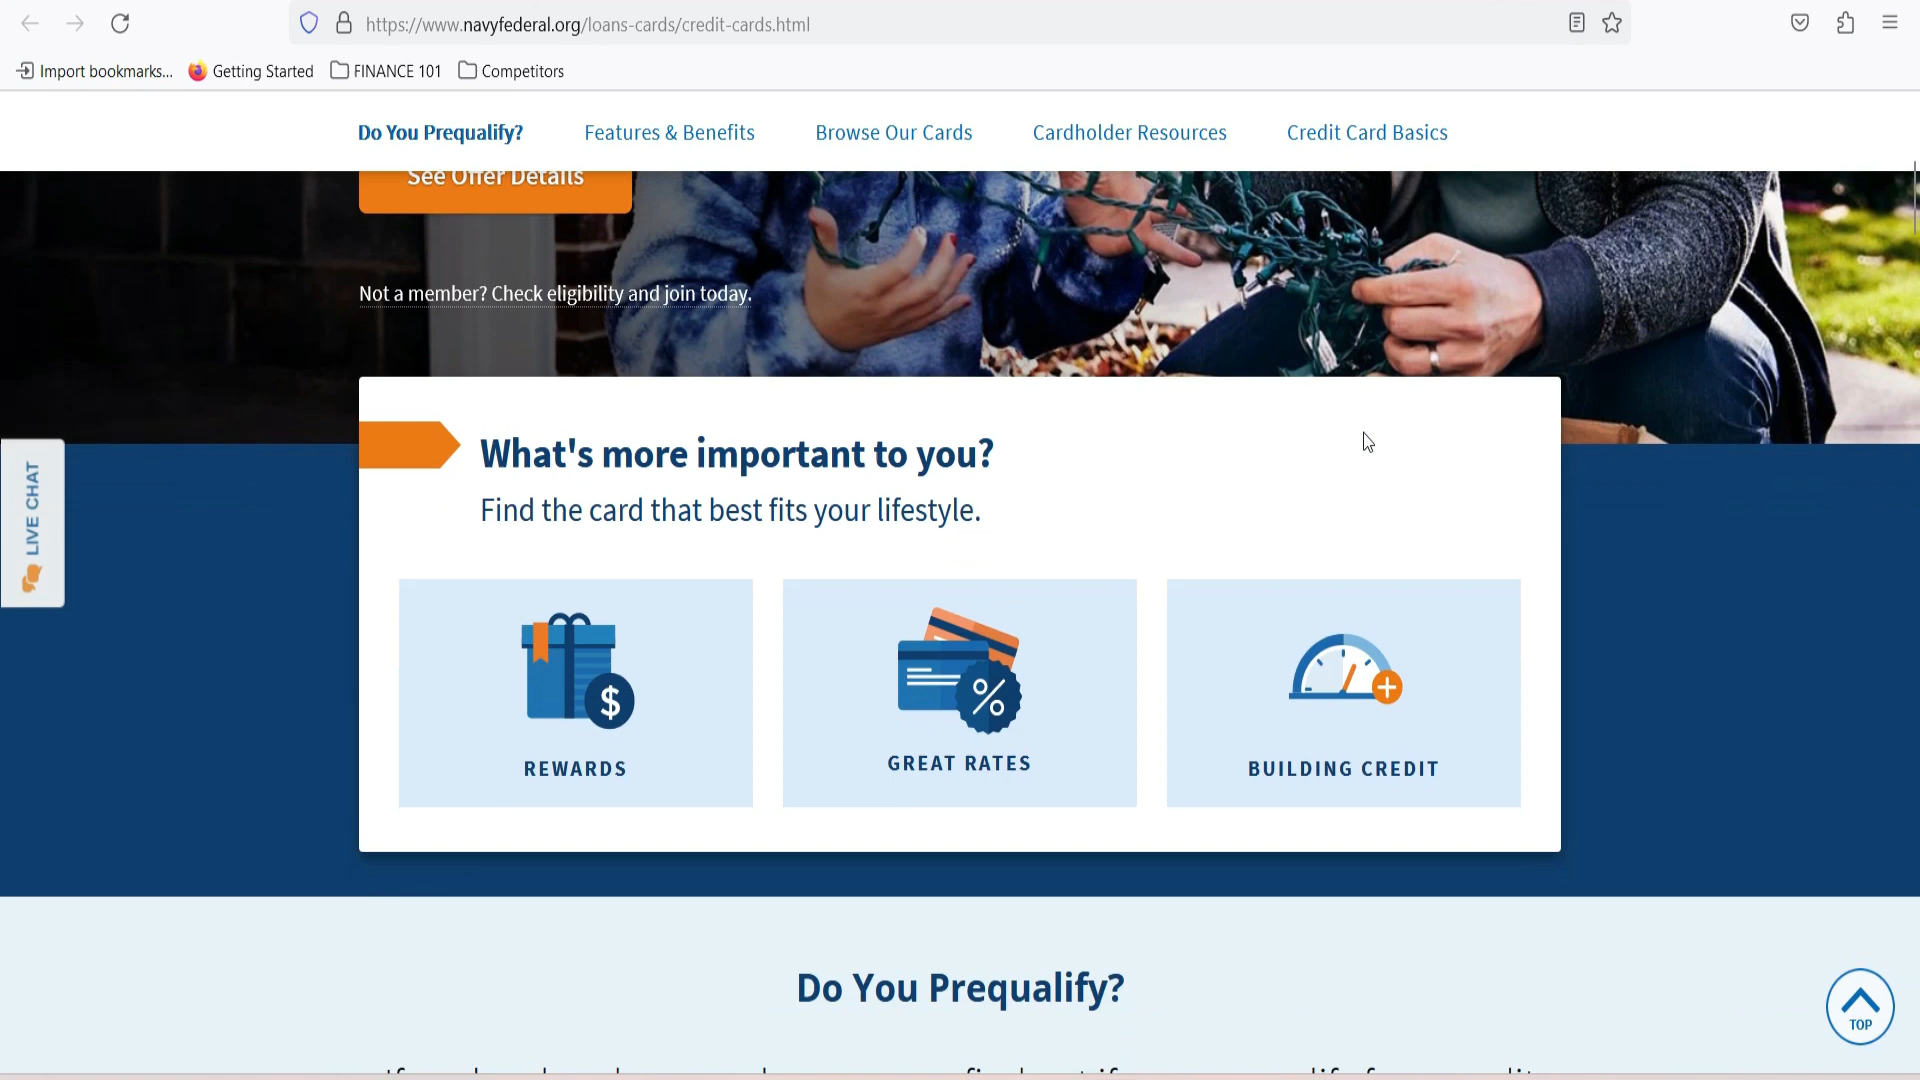 https://www.navyfederal.org/loans-cards/credit-cards.html
Import bookmarks...
Getting Started
FINANCE 101
Competitors
Do You Prequalify?
Features & Benefits
Browse Our Cards
Cardholder Resources
Credit Card Basics
See Offer Details
Not a member? Check eligibility and join today.
LIVE CHAT
What's more important to you?
Find the card that best fits your lifestyle.
$
%
REWARDS
GREAT RATES
BUILDING CREDIT
Do You Prequalify?
TOP